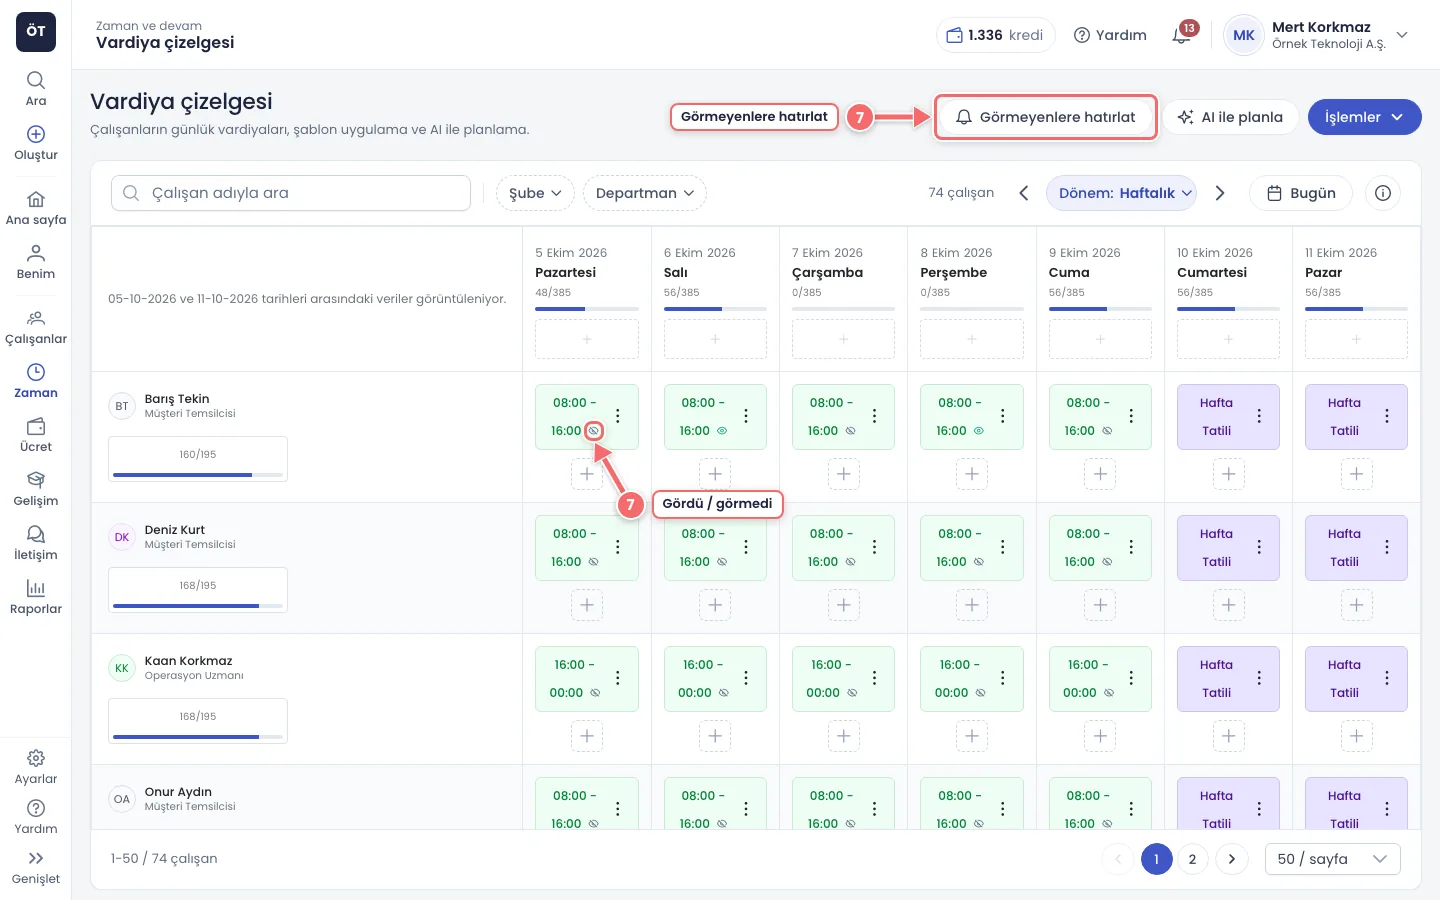 ÖT
Ara
Oluştur
Ana sayfa
Benim
Çalışanlar
Zaman
Ücret
Gelişim
İletişim
Raporlar
Ayarlar
Yardım
Genişlet
Zaman ve devam
Vardiya çizelgesi
1.336 kredi
Yardım
13
MK
Mert Korkmaz
Örnek Teknoloji A.Ş.
Vardiya çizelgesi
Çalışanların günlük vardiyaları, şablon uygulama ve AI ile planlama.
Görmeyenlere hatırlat
7
Görmeyenlere hatırlat
AI ile planla
İşlemler
Çalışan adıyla ara
Şube
Departman
74 çalışan
Dönem: Haftalık
Bugün
05-10-2026 ve 11-10-2026 tarihleri arasındaki veriler görüntüleniyor.
5 Ekim 2026
Pazartesi
48/385
6 Ekim 2026
Salı
56/385
7 Ekim 2026
Çarşamba
0/385
8 Ekim 2026
Perşembe
0/385
9 Ekim 2026
Cuma
56/385
10 Ekim 2026
Cumartesi
56/385
11 Ekim 2026
Pazar
56/385
BT
Barış Tekin
Müşteri Temsilcisi
160/195
08:00 -
16:00
08:00 -
16:00
08:00 -
16:00
08:00 -
16:00
08:00 -
16:00
Hafta
Tatili
Hafta
Tatili
7
Gördü / görmedi
DK
Deniz Kurt
Müşteri Temsilcisi
168/195
08:00 -
16:00
08:00 -
16:00
08:00 -
16:00
08:00 -
16:00
08:00 -
16:00
Hafta
Tatili
Hafta
Tatili
KK
Kaan Korkmaz
Operasyon Uzmanı
168/195
16:00 -
00:00
16:00 -
00:00
16:00 -
00:00
16:00 -
00:00
16:00 -
00:00
Hafta
Tatili
Hafta
Tatili
OA
Onur Aydın
Müşteri Temsilcisi
08:00 -
16:00
08:00 -
16:00
08:00 -
16:00
08:00 -
16:00
08:00 -
16:00
Hafta
Tatili
Hafta
Tatili
1-50 / 74 çalışan
1
2
50 / sayfa